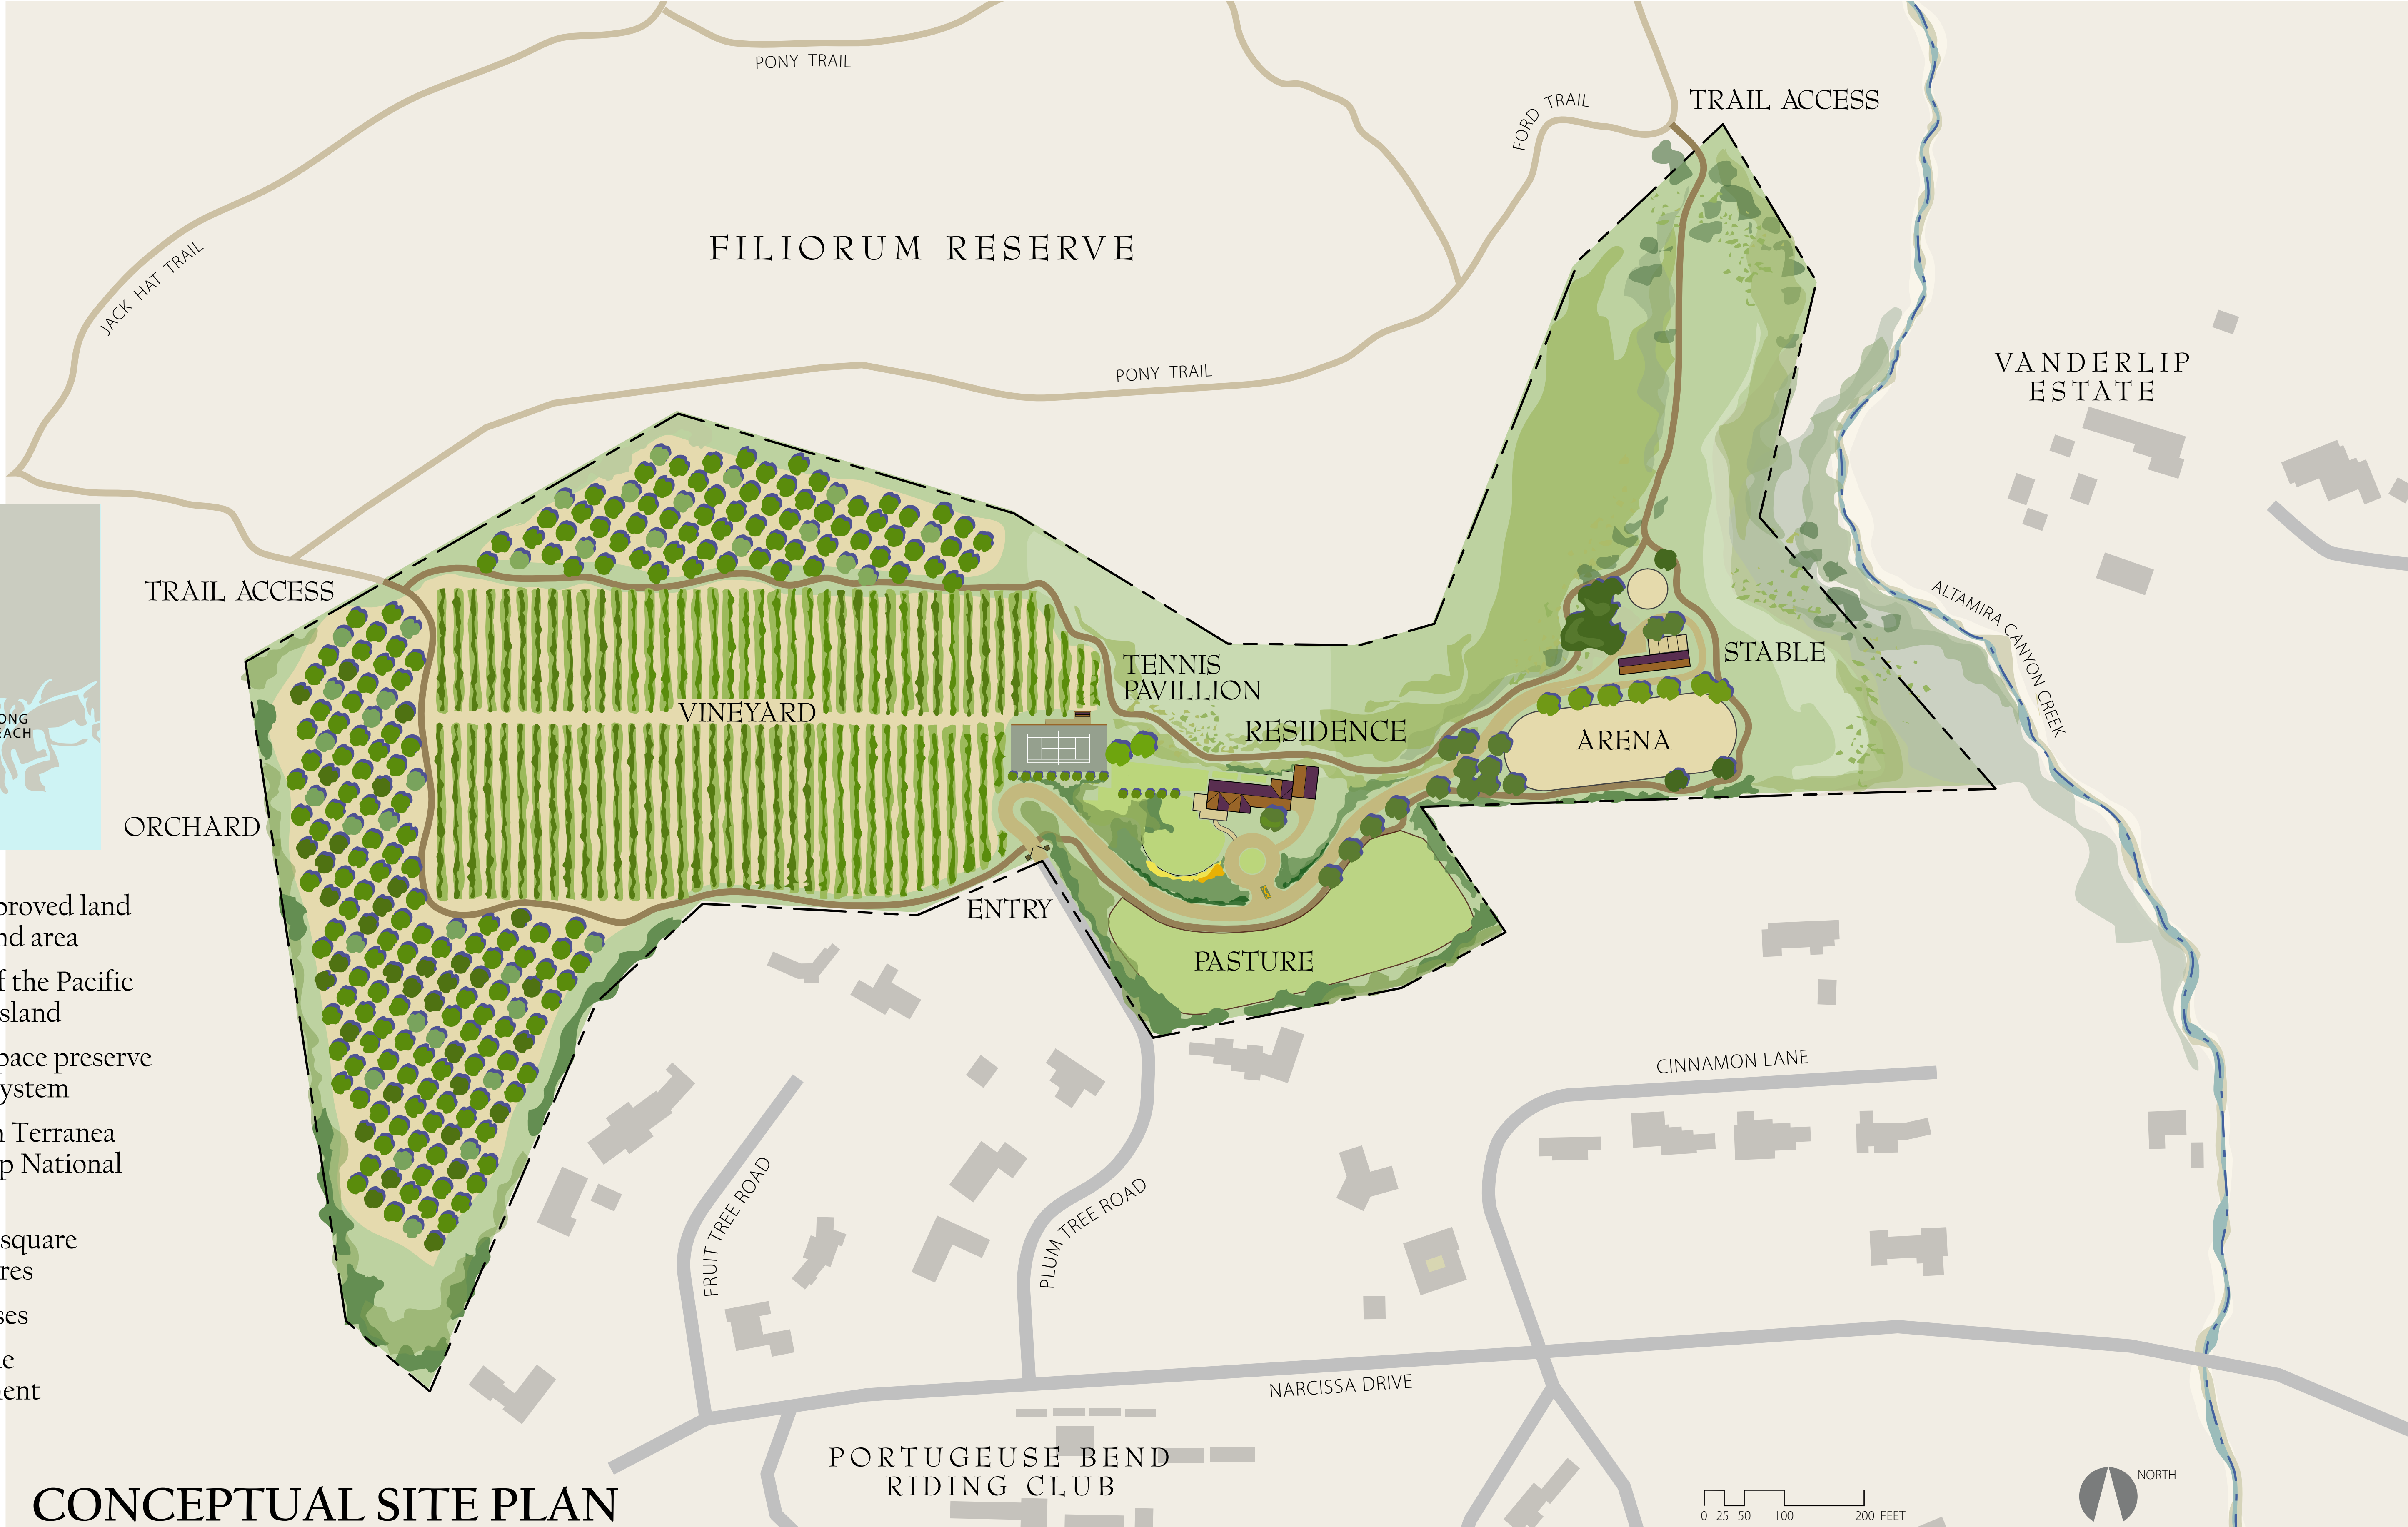 PONY TRAIL
FORD TRAIL
TRAIL ACCESS
FILIORUM RESERVE
JACK HAT TRAIL
PONY TRAIL
VANDERLIP
ESTATE
TRAIL ACCESS
ALTAMIRA CANYON CREEK
TENNIS
PAVILLION
STABLE
VINEYARD
RESIDENCE
ARENA
ONG
EACH
ORCHARD
ENTRY
PASTURE
proved land
nd area
f the Pacific
sland
pace preserve
ystem
n Terranea
p National
square
res
ses
e
ent
CINNAMON LANE
FRUIT TREE ROAD
PLUM TREE ROAD
NARCISSA DRIVE
PORTUGEUSE BEND
RIDING CLUB
CONCEPTUAL SITE PLAN
NORTH
0 25 50 100 200 FEET